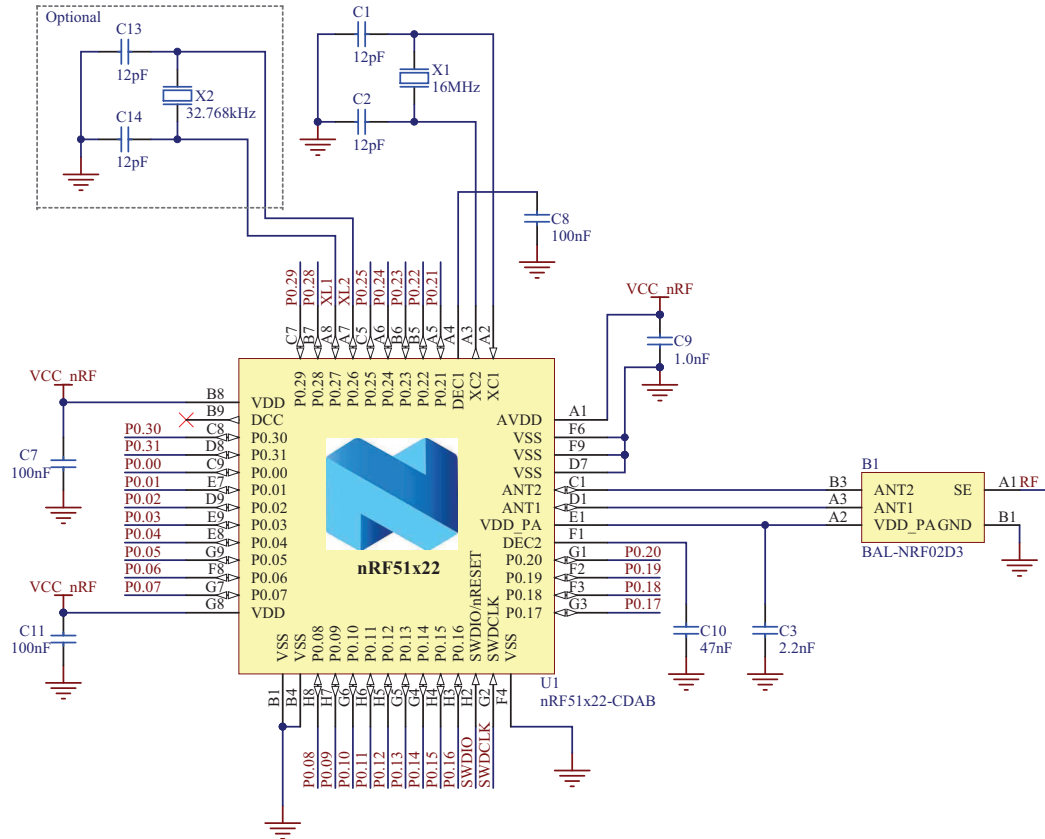 Optional
C13
12pF
X2
32.768kHz
C14
12pF
C1
12pF
X1
16MHz
C2
12pF
C8
100nF
P0.29
P0.28
XL1
XL2
P0.25
P0.24
P0.23
P0.22
P0.21
C7
B7
A8
A7
C5
A6
B6
B5
A5
A4
A3
A2
P0.29
P0.28
P0.27
P0.26
P0.25
P0.24
P0.23
P0.22
P0.21
DEC1
XC2
XC1
VCC_nRF
C9
1.0nF
VCC_nRF
C7
100nF
B8 VDD
B9 DCC
P0.30 C8 P0.30
P0.31 D8 P0.31
P0.00 C9 P0.00
P0.01 E7 P0.01
P0.02 D9 P0.02
P0.03 E9 P0.03
P0.04 E8 P0.04
P0.05 G9 P0.05
P0.06 F8 P0.06
P0.07 G7 P0.07
G8 VDD
VCC_nRF
C11
100nF
nRF51x22
AVDD A1
VSS F6
VSS F9
VSS D7
ANT2 C1
ANT1 D1
VDD_PA E1
DEC2 F1
P0.20 G1 P0.20
P0.19 F2 P0.19
P0.18 F3 P0.18
P0.17 G3 P0.17
B1
B3 ANT2 SE A1 RF
A3 ANT1
A2 VDD_PA GND B1
BAL-NRF02D3
C10
47nF
C3
2.2nF
VSS
VSS
P0.08
P0.09
P0.10
P0.11
P0.12
P0.13
P0.14
P0.15
P0.16
SWDIO/nRESET
SWDCLK
VSS
U1
nRF51x22-CDAB
B1
B4
H8
H7
G6
H6
H5
G5
G4
H4
H3
H2
G2
F4
P0.08
P0.09
P0.10
P0.11
P0.12
P0.13
P0.14
P0.15
P0.16
SWDIO
SWDCLK